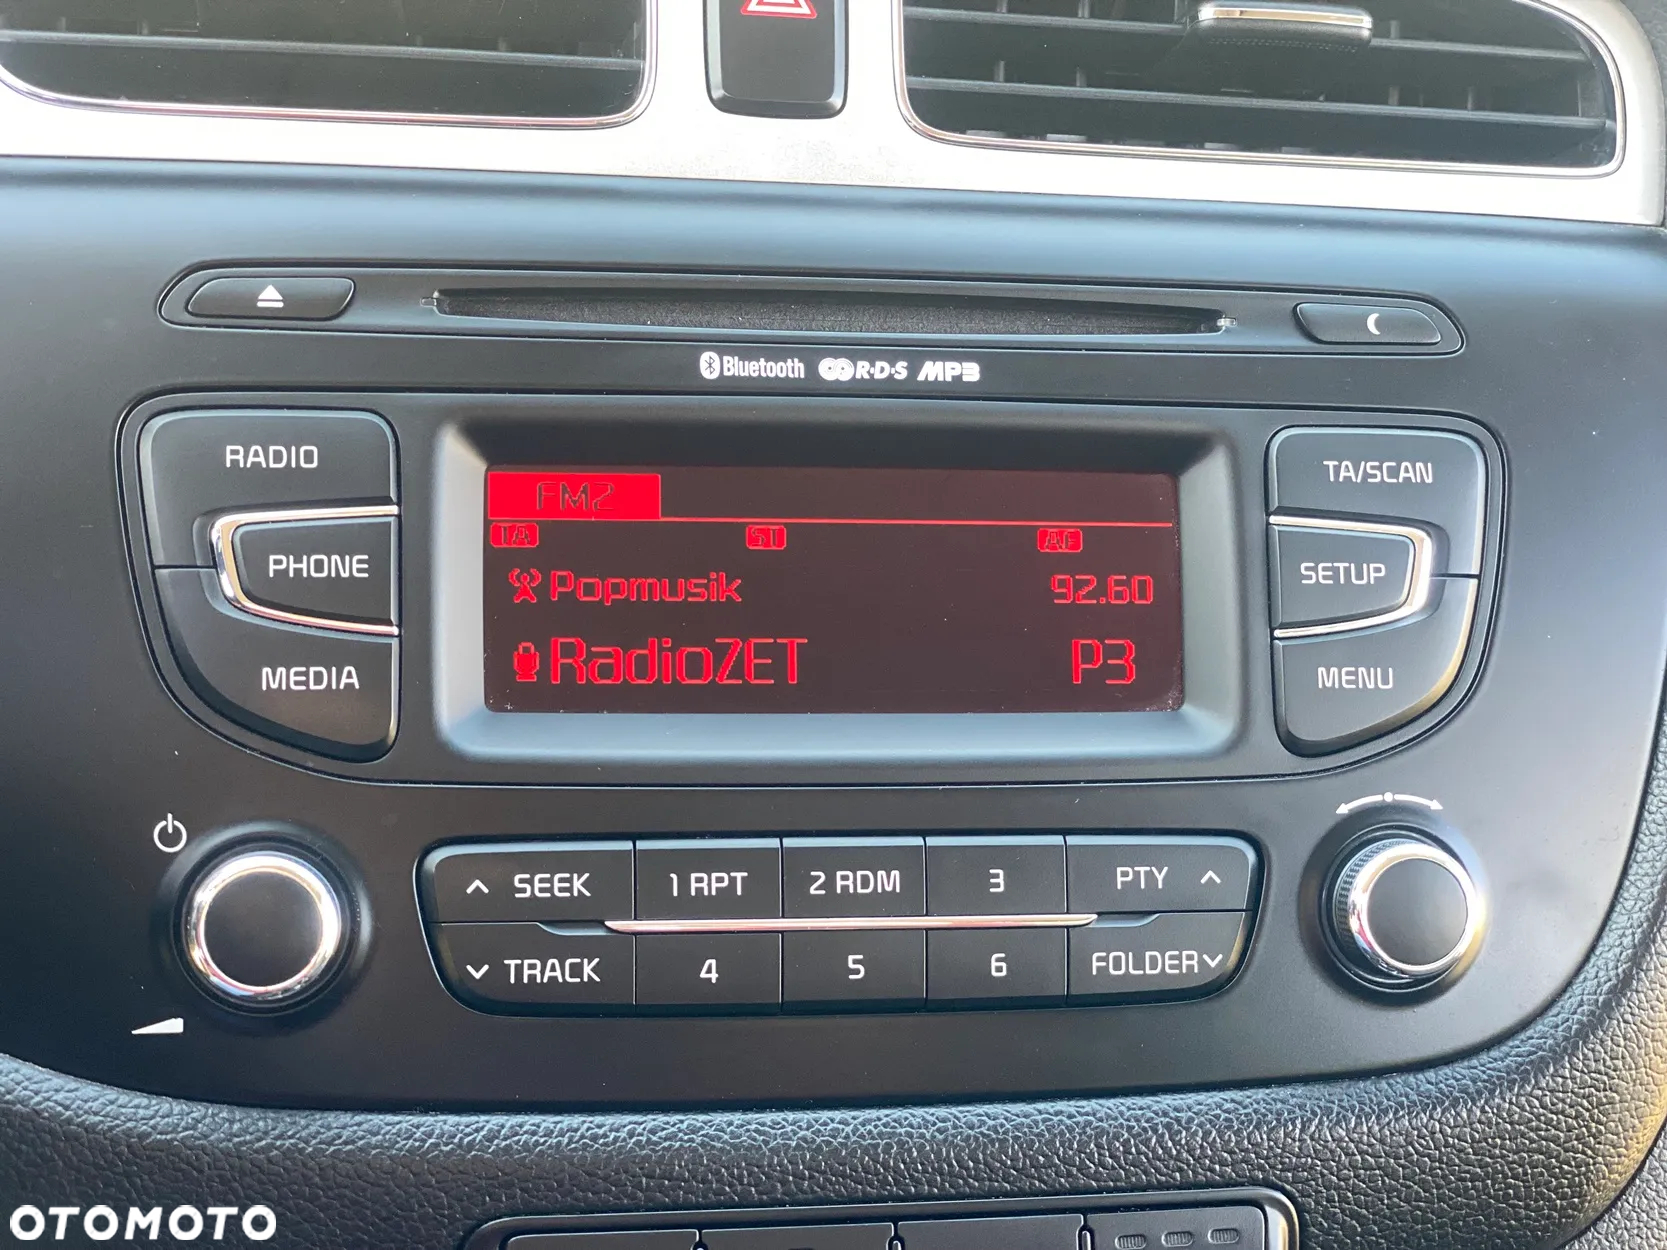 Bluetooth R·D·S MP3
RADIO
TA/SCAN
FM2
TA ST AF
PHONE
Popmusik 92.60
SETUP
MEDIA
RadioZET P3
MENU
SEEK 1 RPT 2 RDM 3 PTY
TRACK 4 5 6 FOLDER
OTOMOTO